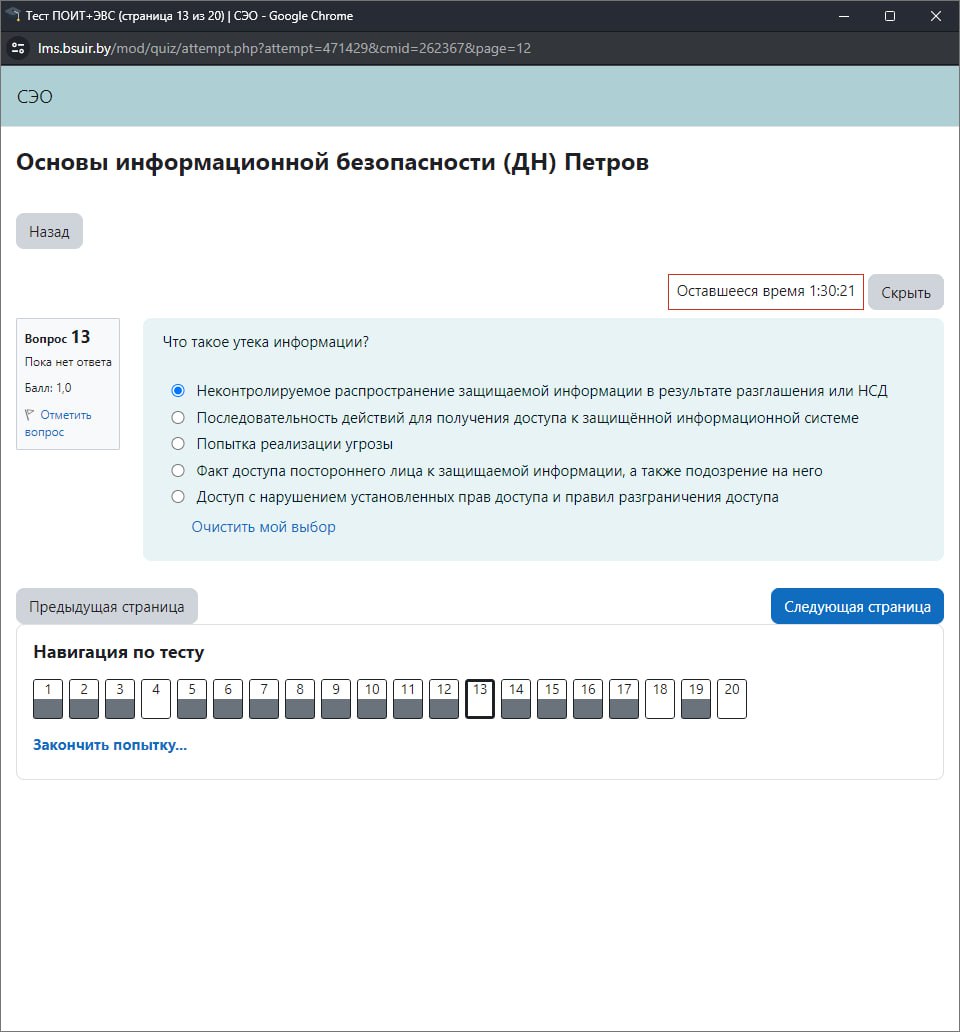 Тест ПОИТ+ЭВС (страница 13 из 20) | СЭО - Google Chrome
lms.bsuir.by/mod/quiz/attempt.php?attempt=471429&cmid=262367&page=12
СЭО
Основы информационной безопасности (ДН) Петров
Назад
Оставшееся время 1:30:21
Скрыть
Вопрос 13
Пока нет ответа
Балл: 1,0
Отметить
вопрос
Что такое утека информации?
Неконтролируемое распространение защищаемой информации в результате разглашения или НСД
Последовательность действий для получения доступа к защищённой информационной системе
Попытка реализации угрозы
Факт доступа постороннего лица к защищаемой информации, а также подозрение на него
Доступ с нарушением установленных прав доступа и правил разграничения доступа
Очистить мой выбор
Предыдущая страница
Следующая страница
Навигация по тесту
1 2 3 4 5 6 7 8 9 10 11 12 13 14 15 16 17 18 19 20
Закончить попытку...